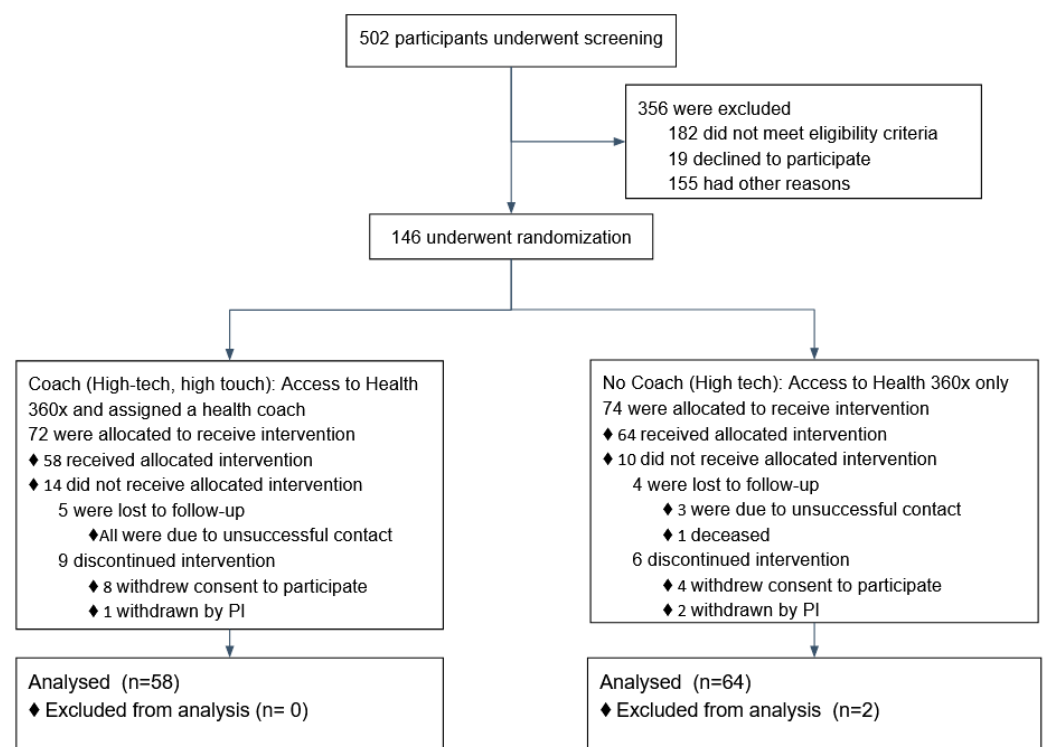 502 participants underwent screening
356 were excluded
182 did not meet eligibility criteria
19 declined to participate
155 had other reasons
146 underwent randomization
Coach (High-tech, high touch): Access to Health
360x and assigned a health coach
72 were allocated to receive intervention
♦ 58 received allocated intervention
♦ 14 did not receive allocated intervention
5 were lost to follow-up
♦All were due to unsuccessful contact
9 discontinued intervention
♦ 8 withdrew consent to participate
♦ 1 withdrawn by PI
No Coach (High tech): Access to Health 360x only
74 were allocated to receive intervention
♦ 64 received allocated intervention
♦ 10 did not receive allocated intervention
4 were lost to follow-up
♦ 3 were due to unsuccessful contact
♦ 1 deceased
6 discontinued intervention
♦ 4 withdrew consent to participate
♦ 2 withdrawn by PI
Analysed (n=58)
♦ Excluded from analysis (n= 0)
Analysed (n=64)
♦ Excluded from analysis (n=2)